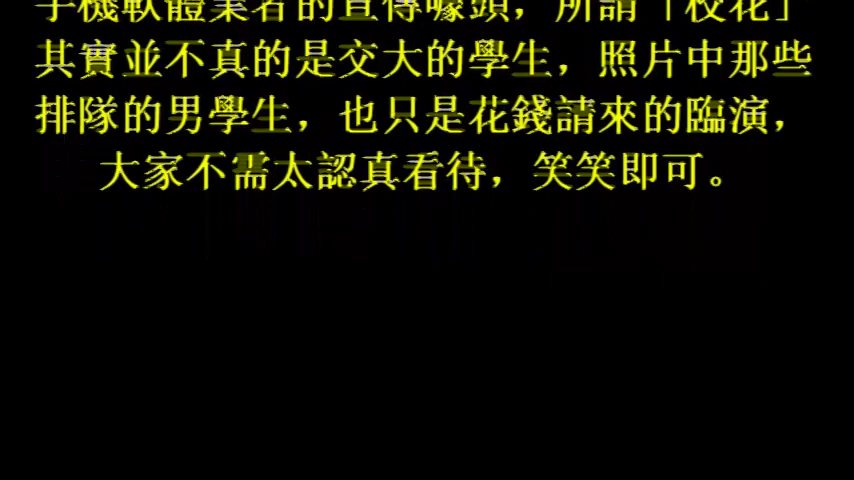 手機軟體業者的宣傳噱頭，所謂「校花」
其實並不真的是交大的學生，照片中那些
排隊的男學生，也只是花錢請來的臨演，
大家不需太認真看待，笑笑即可。